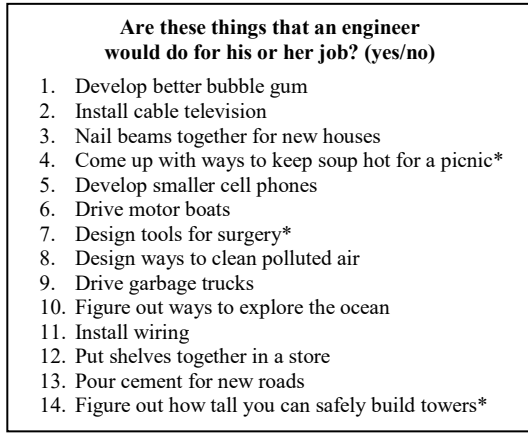 Are these things that an engineer
would do for his or her job? (yes/no)
1. Develop better bubble gum
2. Install cable television
3. Nail beams together for new houses
4. Come up with ways to keep soup hot for a picnic*
5. Develop smaller cell phones
6. Drive motor boats
7. Design tools for surgery*
8. Design ways to clean polluted air
9. Drive garbage trucks
10. Figure out ways to explore the ocean
11. Install wiring
12. Put shelves together in a store
13. Pour cement for new roads
14. Figure out how tall you can safely build towers*